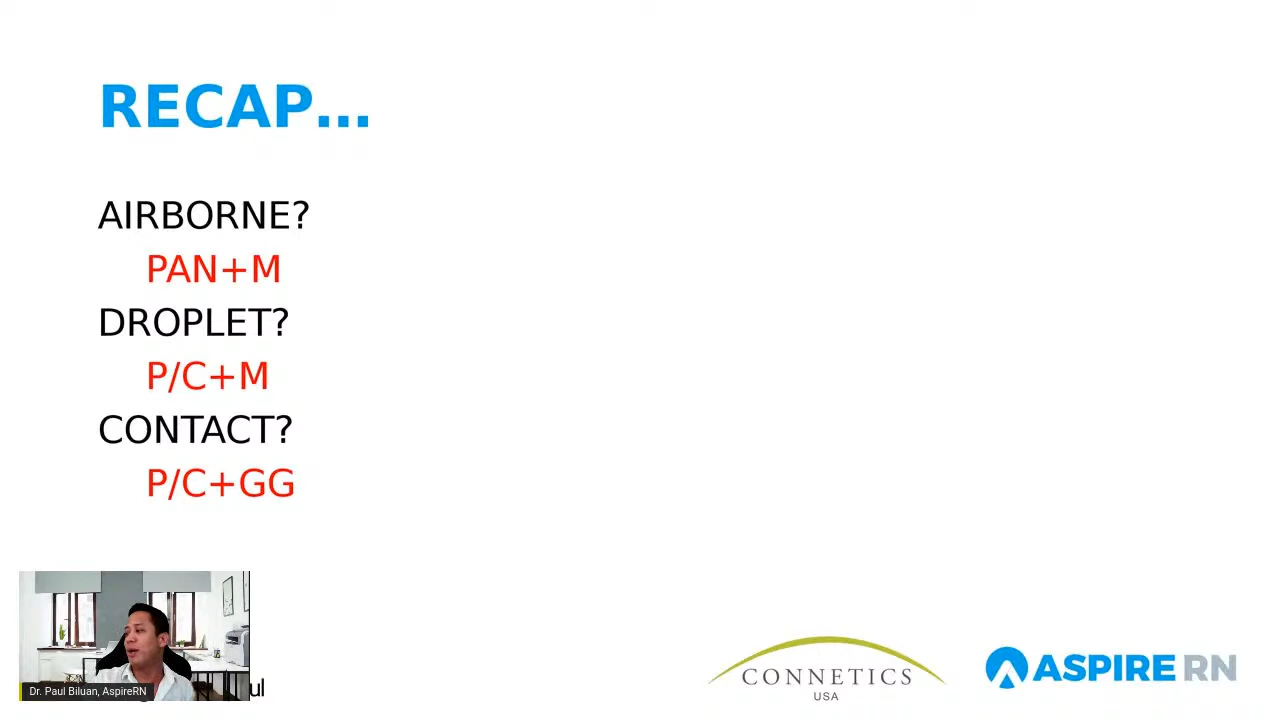 RECAP...
AIRBORNE?
PAN+M
DROPLET?
P/C+M
CONTACT?
P/C+GG
Dr. Paul Biluan, AspireRN
CONNETICS
USA
ASPIRE RN